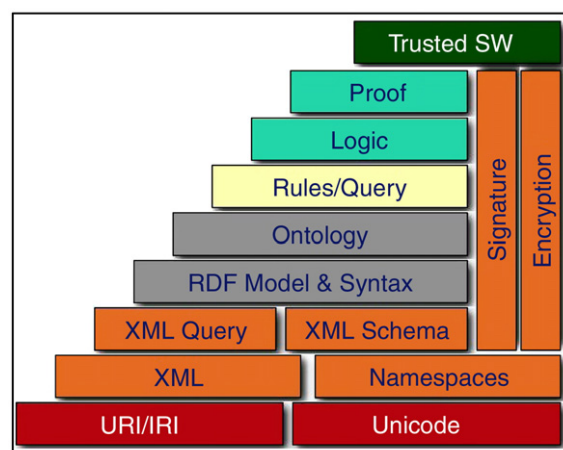 Trusted SW
Proof
Logic
Rules/Query
Ontology
RDF Model & Syntax
XML Query
XML Schema
Signature
Encryption
XML
Namespaces
URI/IRI
Unicode